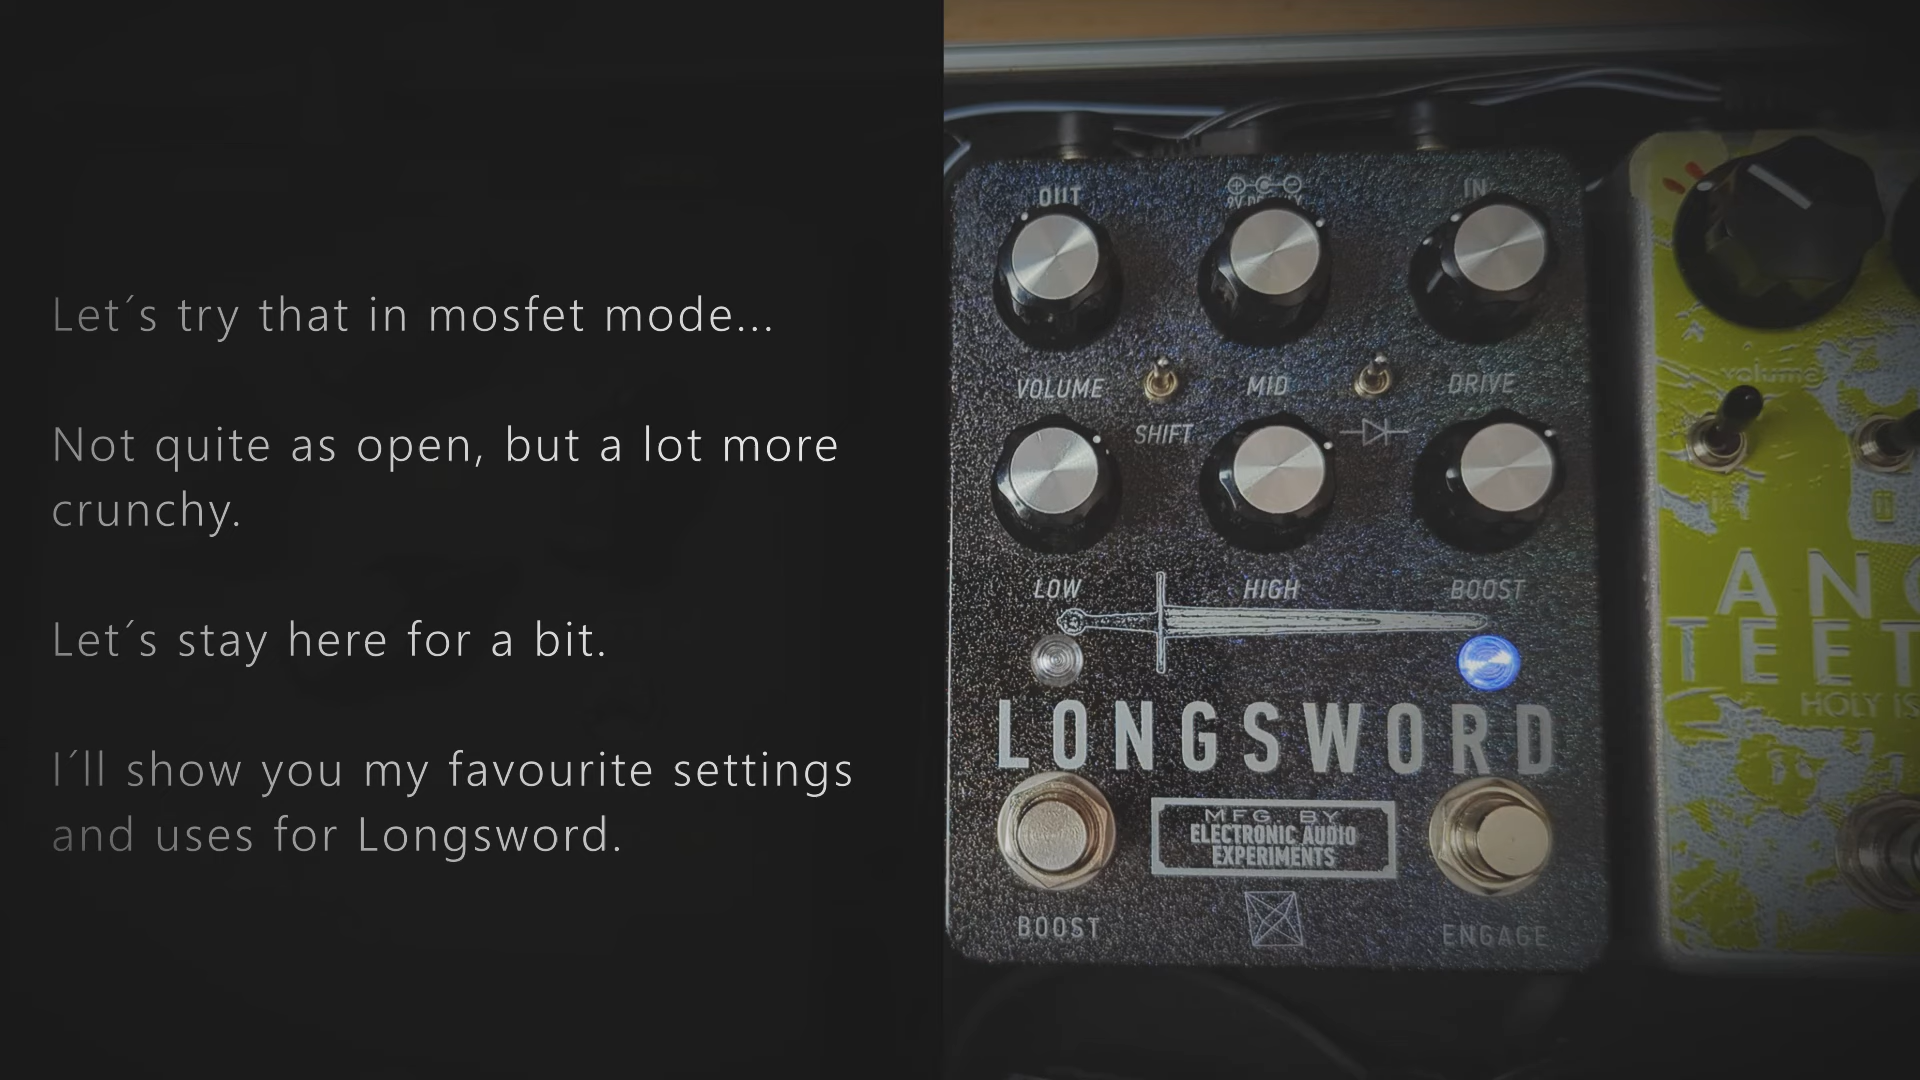 Let´s try that in mosfet mode...
Not quite as open, but a lot more
crunchy.
Let´s stay here for a bit.
I´ll show you my favourite settings
and uses for Longsword.
OUT
IN
VOLUME
MID
DRIVE
SHIFT
LOW
HIGH
BOOST
LONGSWORD
MFG BY
ELECTRONIC AUDIO
EXPERIMENTS
BOOST
ENGAGE
volume
HOLY